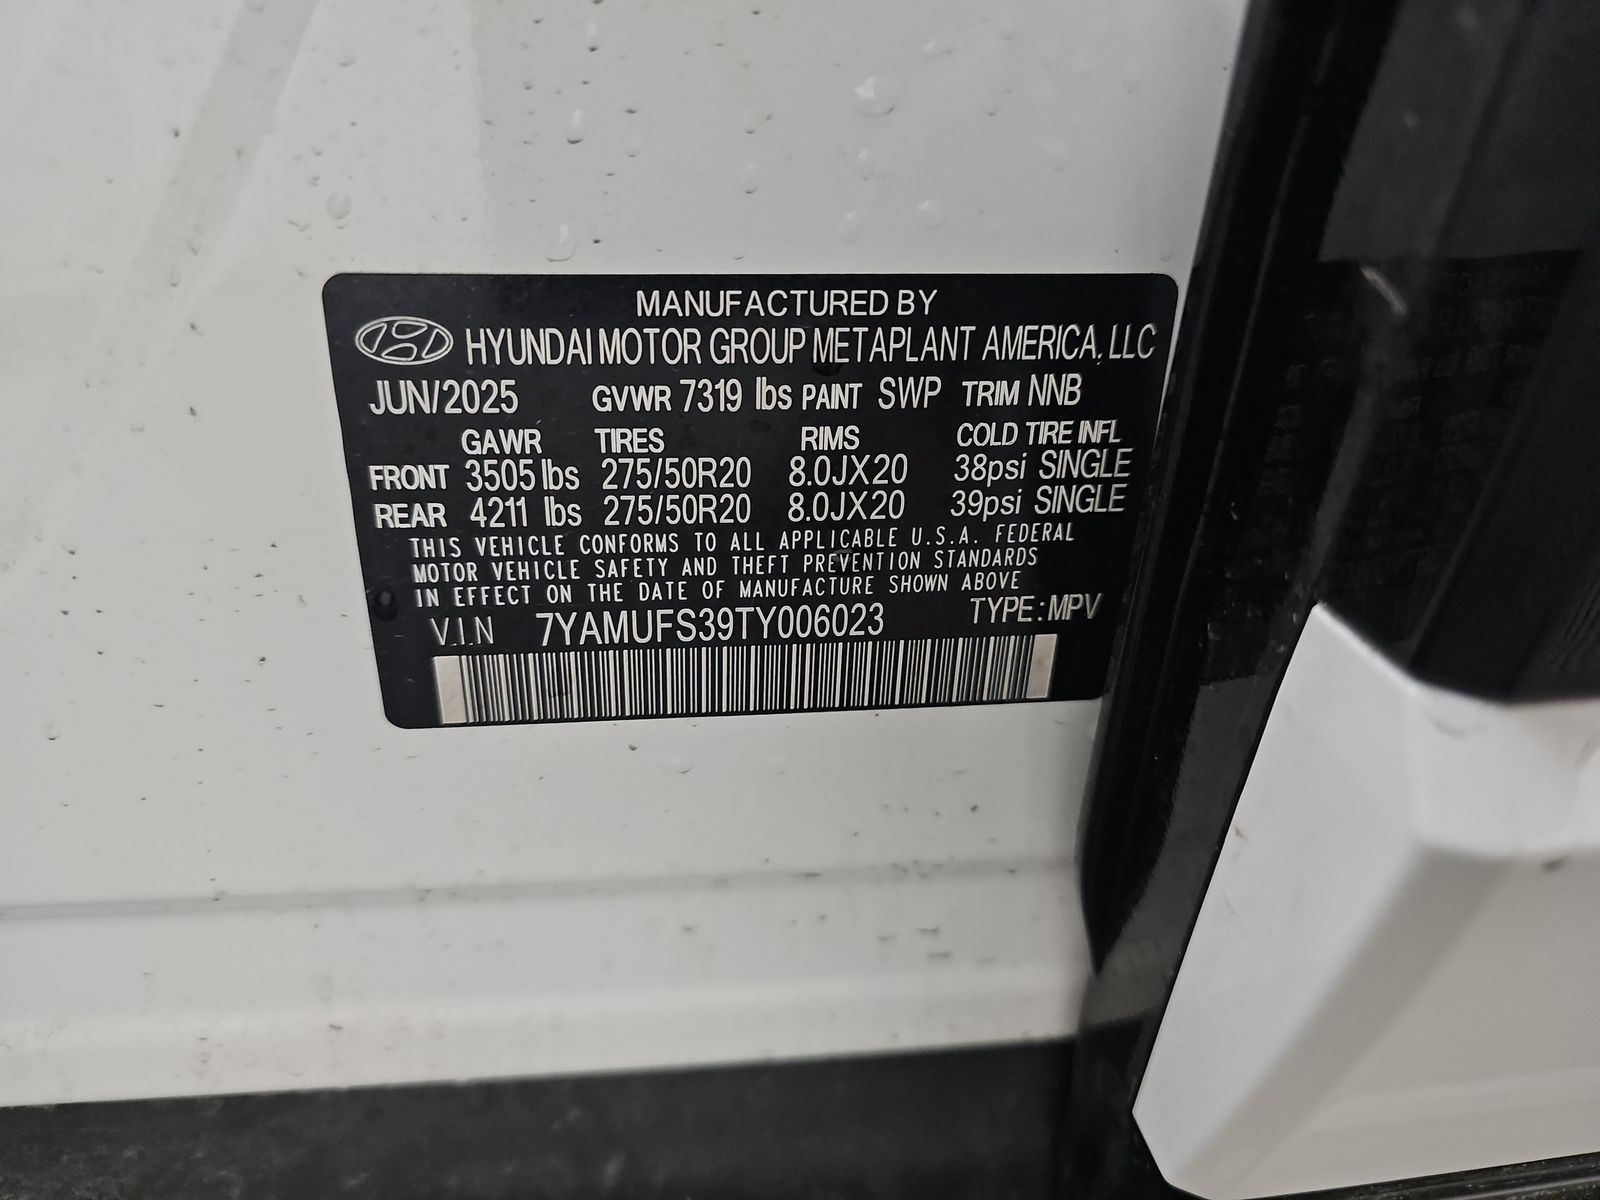 MANUFACTURED BY
HYUNDAI MOTOR GROUP METAPLANT AMERICA, LLC
JUN/2025 GVWR 7319 lbs PAINT SWP TRIM NNB
GAWR TIRES RIMS COLD TIRE INFL
FRONT 3505 lbs 275/50R20 8.0JX20 38psi SINGLE
REAR 4211 lbs 275/50R20 8.0JX20 39psi SINGLE
THIS VEHICLE CONFORMS TO ALL APPLICABLE U.S.A. FEDERAL
MOTOR VEHICLE SAFETY AND THEFT PREVENTION STANDARDS
IN EFFECT ON THE DATE OF MANUFACTURE SHOWN ABOVE
V.I.N 7YAMUFS39TY006023 TYPE: MPV